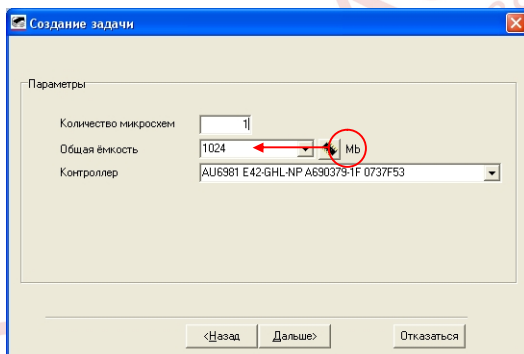 Создание задачи
Параметры
Количество микросхем 1
Общая ёмкость 1024 Mb
Контроллер AU6981 E42-GHL-NP A690379-1F 0737F53
<Назад Дальше> Отказаться